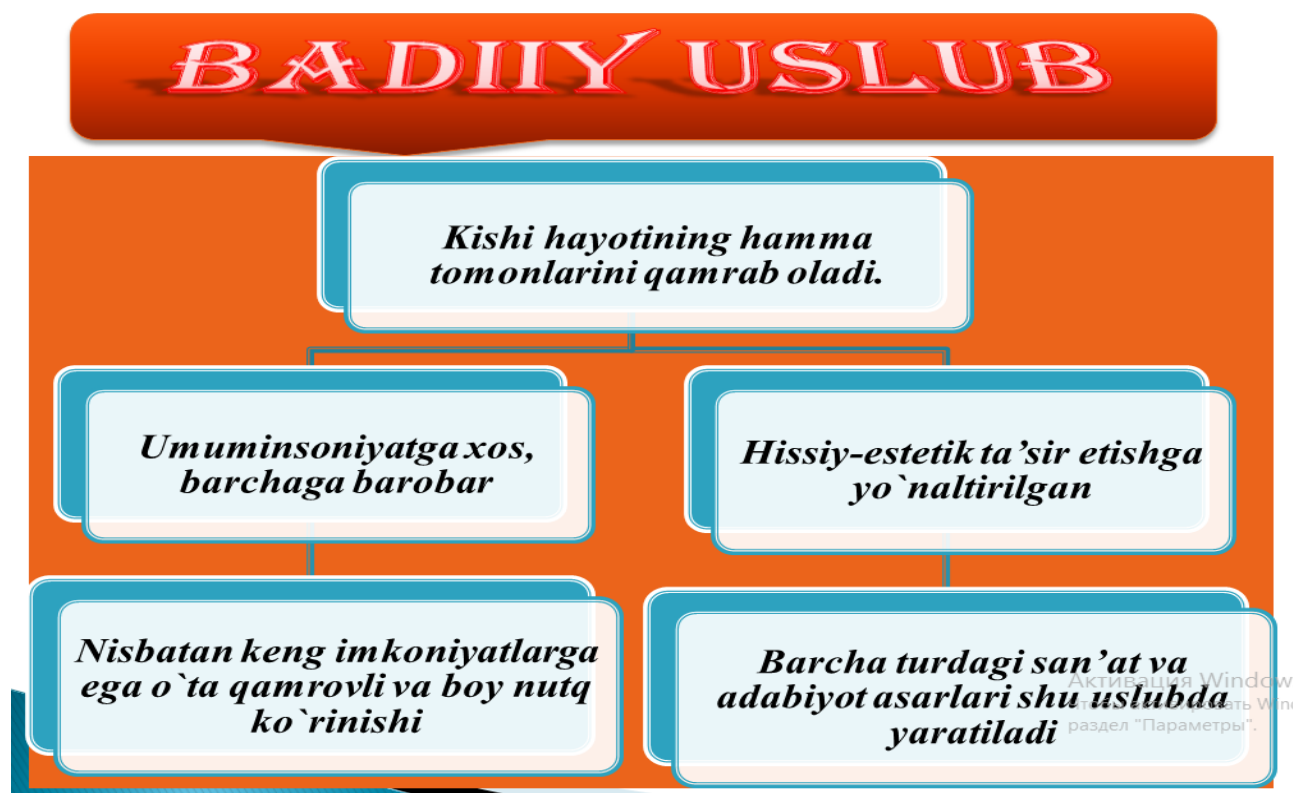 BADIIY USLUB
Kishi hayotining hamma
tomonlarini qamrab oladi.
Umuminsoniyatga xos,
barchaga barobar
Hissiy-estetik ta’sir etishga
yo`naltirilgan
Nisbatan keng imkoniyatlarga
ega o`ta qamrovli va boy nutq
ko`rinishi
Barcha turdagi san’at va
adabiyot asarlari shu uslubda
yaratiladi
Активация Window
раздел "Параметры".